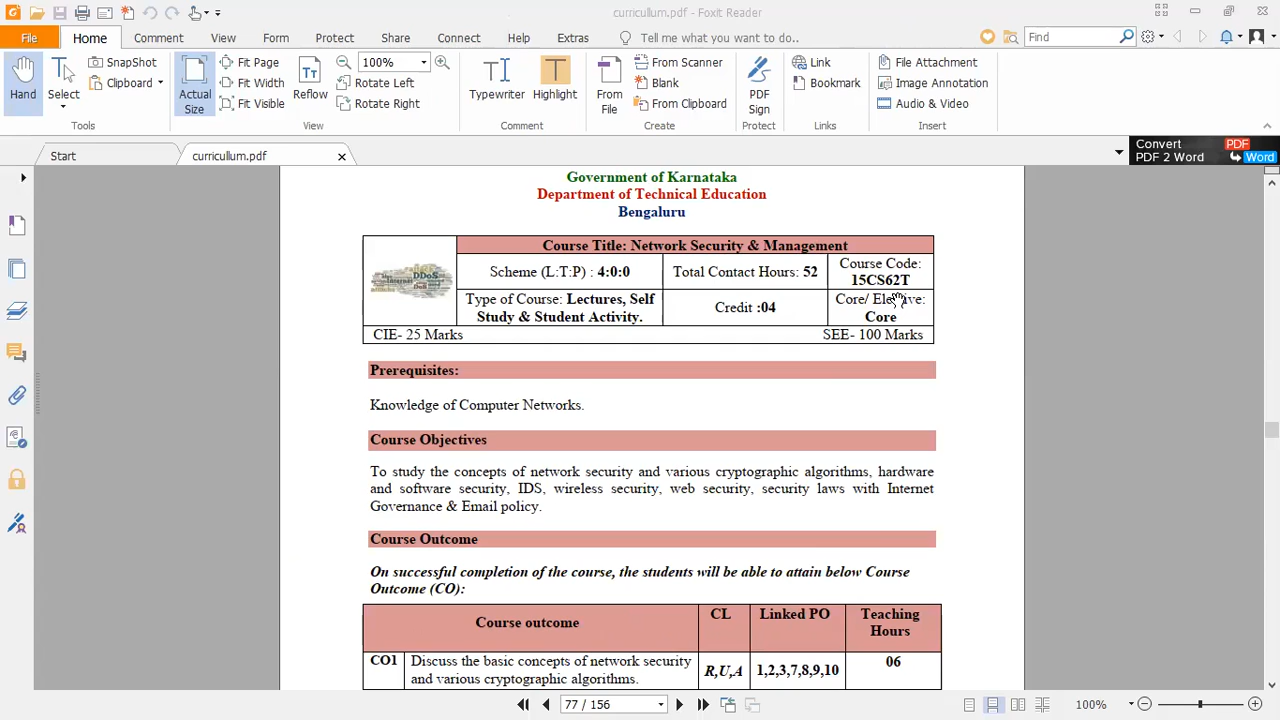 curricullum.pdf - Foxit Reader
File Home Comment View Form Protect Share Connect Help Extras Tell me what you want to do... Find
Hand
Select
SnapShot
Clipboard
Tools
Actual
Size
Fit Page
Fit Width
Fit Visible
Reflow
100%
Rotate Left
Rotate Right
View
Typewriter
Highlight
Comment
From
File
From Scanner
Blank
From Clipboard
Create
PDF
Sign
Protect
Link
Bookmark
Links
File Attachment
Image Annotation
Audio & Video
Insert
Start
curricullum.pdf
Convert PDF
PDF 2 Word Word
Government of Karnataka
Department of Technical Education
Bengaluru
DDoS
Course Title: Network Security & Management
Scheme (L:T:P) : 4:0:0
Total Contact Hours: 52
Course Code:
15CS62T
Type of Course: Lectures, Self
Study & Student Activity.
Credit :04
Core/ Elective:
Core
CIE- 25 Marks
SEE- 100 Marks
Prerequisites:
Knowledge of Computer Networks.
Course Objectives
To study the concepts of network security and various cryptographic algorithms, hardware
and software security, IDS, wireless security, web security, security laws with Internet
Governance & Email policy.
Course Outcome
On successful completion of the course, the students will be able to attain below Course
Outcome (CO):
Course outcome
CL
Linked PO
Teaching
Hours
CO1
Discuss the basic concepts of network security
and various cryptographic algorithms.
R,U,A
1,2,3,7,8,9,10
06
77 / 156
100%